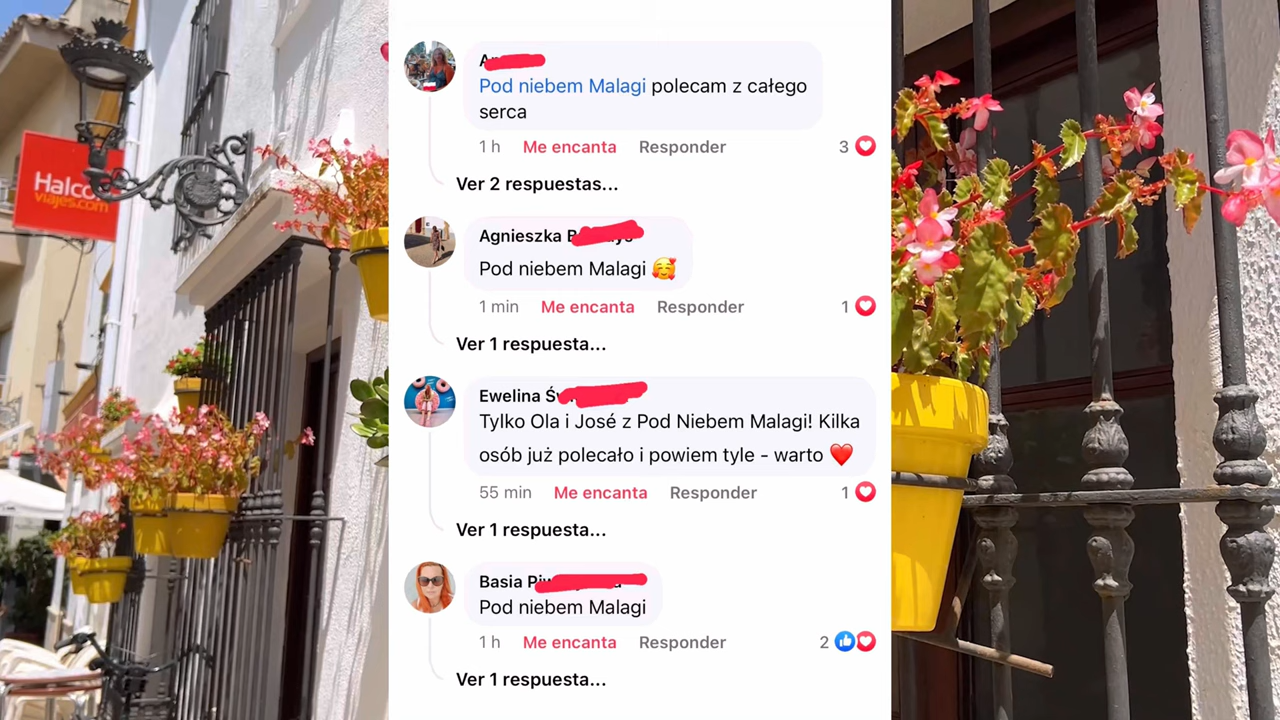 Halco
viajes.com
Pod niebem Malagi polecam z całego
serca
1 h Me encanta Responder 3
Ver 2 respuestas...
Agnieszka
Pod niebem Malagi 🥰
1 min Me encanta Responder 1
Ver 1 respuesta...
Ewelina
Tylko Ola i José z Pod Niebem Malagi! Kilka
osób już polecało i powiem tyle - warto ❤️
55 min Me encanta Responder 1
Ver 1 respuesta...
Basia
Pod niebem Malagi
1 h Me encanta Responder 2
Ver 1 respuesta...